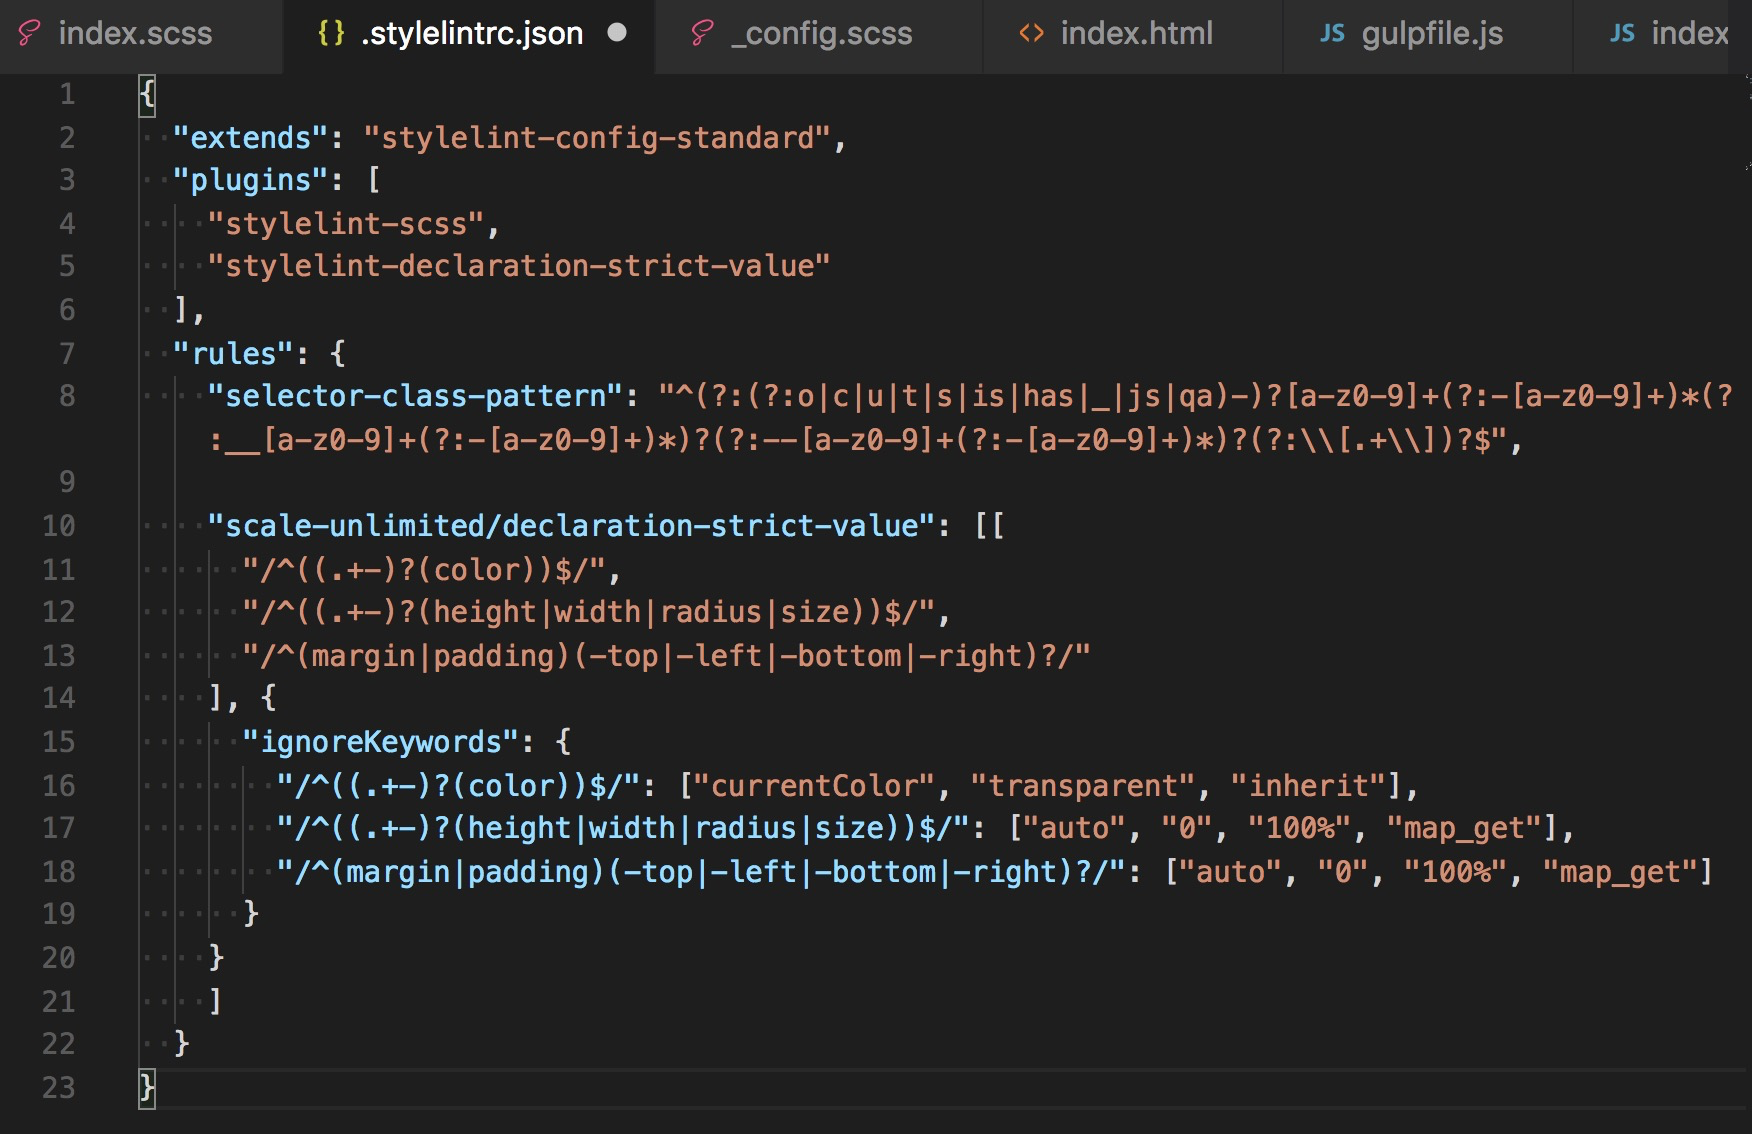 index.scss {} .stylelintrc.json _config.scss <> index.html JS gulpfile.js JS index
1 {
2 "extends": "stylelint-config-standard",
3 "plugins": [
4 "stylelint-scss",
5 "stylelint-declaration-strict-value"
6 ],
7 "rules": {
8 "selector-class-pattern": "^(?:(?:o|c|u|t|s|is|has|_|js|qa)-)?[a-z0-9]+(?:-[a-z0-9]+)*(?
:__[a-z0-9]+(?:-[a-z0-9]+)*)?(?:--[a-z0-9]+(?:-[a-z0-9]+)*)?(?:\\[.+\\])?$",
9
10 "scale-unlimited/declaration-strict-value": [[
11 "/^((.+-)?(color))$/",
12 "/^((.+-)?(height|width|radius|size))$/",
13 "/^(margin|padding)(-top|-left|-bottom|-right)?/"
14 ], {
15 "ignoreKeywords": {
16 "/^((.+-)?(color))$/": ["currentColor", "transparent", "inherit"],
17 "/^((.+-)?(height|width|radius|size))$/": ["auto", "0", "100%", "map_get"],
18 "/^(margin|padding)(-top|-left|-bottom|-right)?/": ["auto", "0", "100%", "map_get"]
19 }
20 }
21 ]
22 }
23 }